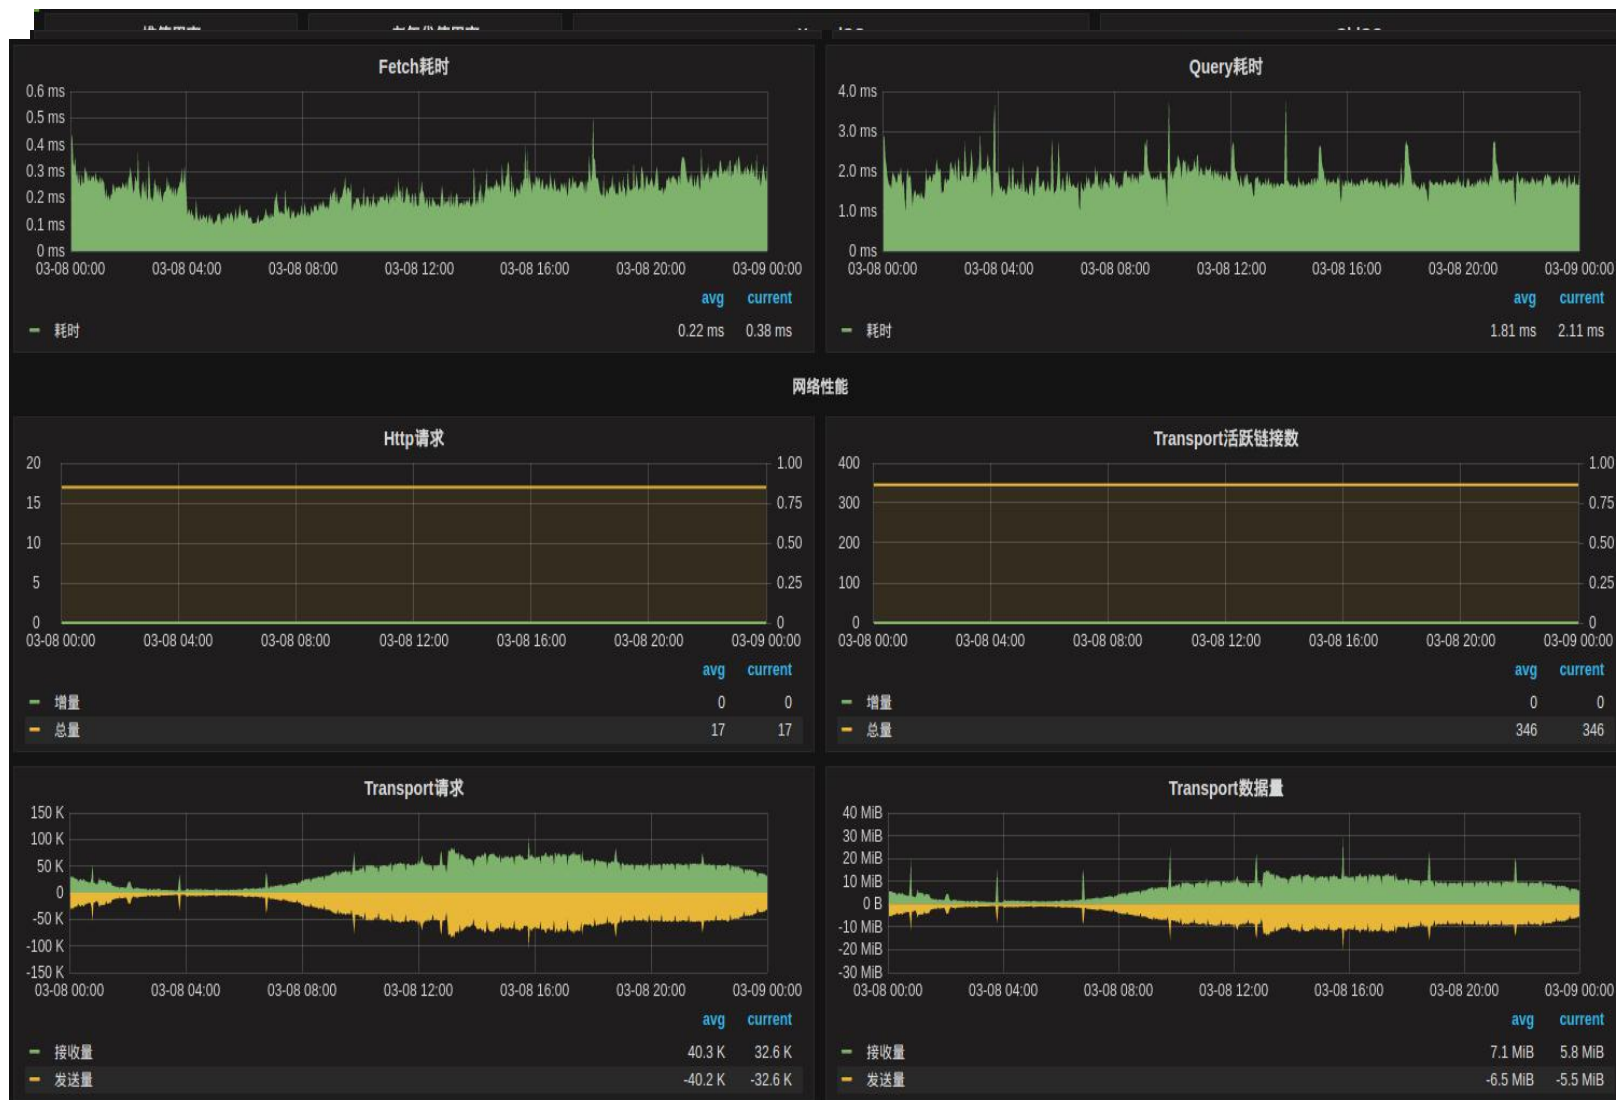 Fetch耗时
0.6 ms
0.5 ms
0.4 ms
0.3 ms
0.2 ms
0.1 ms
0 ms
03-08 00:00 03-08 04:00 03-08 08:00 03-08 12:00 03-08 16:00 03-08 20:00 03-09 00:00
avg current
耗时 0.22 ms 0.38 ms
Query耗时
4.0 ms
3.0 ms
2.0 ms
1.0 ms
0 ms
03-08 00:00 03-08 04:00 03-08 08:00 03-08 12:00 03-08 16:00 03-08 20:00 03-09 00:00
avg current
耗时 1.81 ms 2.11 ms
网络性能
Http请求
20 1.00
15 0.75
10 0.50
5 0.25
0 0
03-08 00:00 03-08 04:00 03-08 08:00 03-08 12:00 03-08 16:00 03-08 20:00 03-09 00:00
avg current
增量 0 0
总量 17 17
Transport活跃链接数
400 1.00
300 0.75
200 0.50
100 0.25
0 0
03-08 00:00 03-08 04:00 03-08 08:00 03-08 12:00 03-08 16:00 03-08 20:00 03-09 00:00
avg current
增量 0 0
总量 346 346
Transport请求
150 K
100 K
50 K
0
-50 K
-100 K
-150 K
03-08 00:00 03-08 04:00 03-08 08:00 03-08 12:00 03-08 16:00 03-08 20:00 03-09 00:00
avg current
接收量 40.3 K 32.6 K
发送量 -40.2 K -32.6 K
Transport数据量
40 MiB
30 MiB
20 MiB
10 MiB
0 B
-10 MiB
-20 MiB
-30 MiB
03-08 00:00 03-08 04:00 03-08 08:00 03-08 12:00 03-08 16:00 03-08 20:00 03-09 00:00
avg current
接收量 7.1 MiB 5.8 MiB
发送量 -6.5 MiB -5.5 MiB